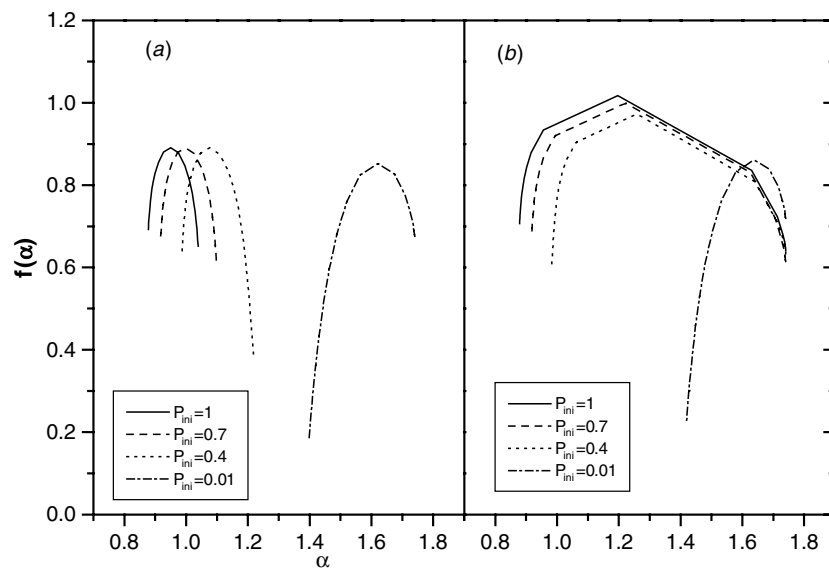 1.2
(a)
(b)
1.0
0.8
f(α)
0.6
0.4
0.2
0.0
P_ini=1
P_ini=0.7
P_ini=0.4
P_ini=0.01
P_ini=1
P_ini=0.7
P_ini=0.4
P_ini=0.01
0.8 1.0 1.2 1.4 1.6 1.8 0.8 1.0 1.2 1.4 1.6 1.8
α
α